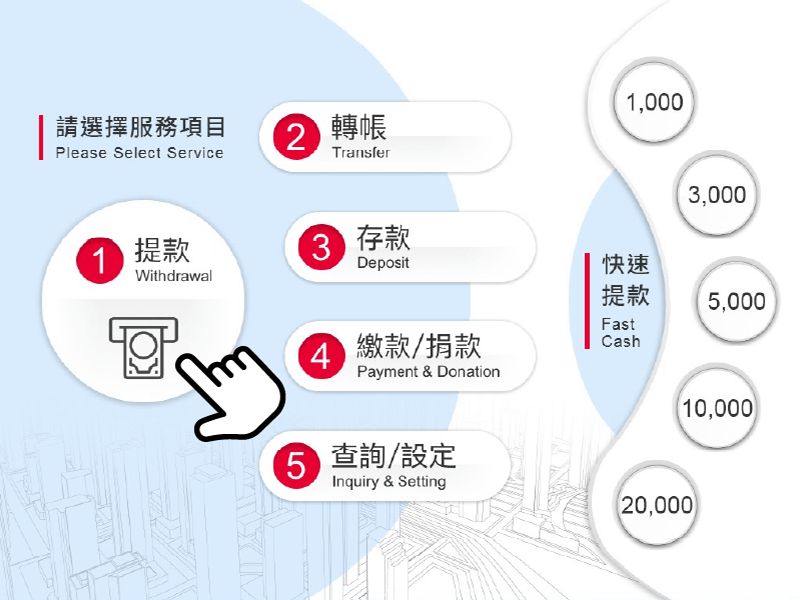 請選擇服務項目
Please Select Service
1
提款
Withdrawal
2
轉帳
Transfer
3
存款
Deposit
4
繳款/捐款
Payment & Donation
5
查詢/設定
Inquiry & Setting
快速
提款
Fast
Cash
1,000
3,000
5,000
10,000
20,000